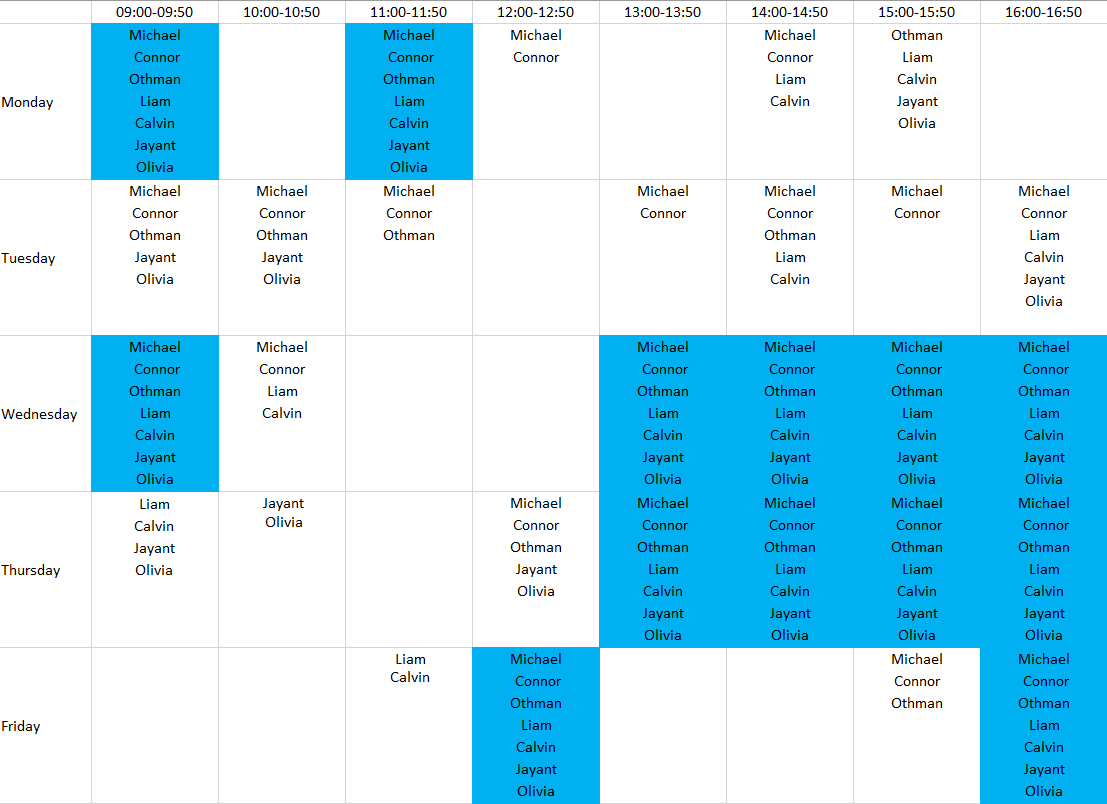 09:00-09:50 10:00-10:50 11:00-11:50 12:00-12:50 13:00-13:50 14:00-14:50 15:00-15:50 16:00-16:50
Monday
Michael
Connor
Othman
Liam
Calvin
Jayant
Olivia
Michael
Connor
Othman
Liam
Calvin
Jayant
Olivia
Michael
Connor
Michael
Connor
Liam
Calvin
Othman
Liam
Calvin
Jayant
Olivia
Tuesday
Michael
Connor
Othman
Jayant
Olivia
Michael
Connor
Othman
Jayant
Olivia
Michael
Connor
Othman
Michael
Connor
Michael
Connor
Othman
Liam
Calvin
Michael
Connor
Michael
Connor
Liam
Calvin
Jayant
Olivia
Wednesday
Michael
Connor
Othman
Liam
Calvin
Jayant
Olivia
Michael
Connor
Liam
Calvin
Michael
Connor
Othman
Liam
Calvin
Jayant
Olivia
Michael
Connor
Othman
Liam
Calvin
Jayant
Olivia
Michael
Connor
Othman
Liam
Calvin
Jayant
Olivia
Michael
Connor
Othman
Liam
Calvin
Jayant
Olivia
Thursday
Liam
Calvin
Jayant
Olivia
Jayant
Olivia
Michael
Connor
Othman
Jayant
Olivia
Michael
Connor
Othman
Liam
Calvin
Jayant
Olivia
Michael
Connor
Othman
Liam
Calvin
Jayant
Olivia
Michael
Connor
Othman
Liam
Calvin
Jayant
Olivia
Michael
Connor
Othman
Liam
Calvin
Jayant
Olivia
Friday
Liam
Calvin
Michael
Connor
Othman
Liam
Calvin
Jayant
Olivia
Michael
Connor
Othman
Michael
Connor
Othman
Liam
Calvin
Jayant
Olivia